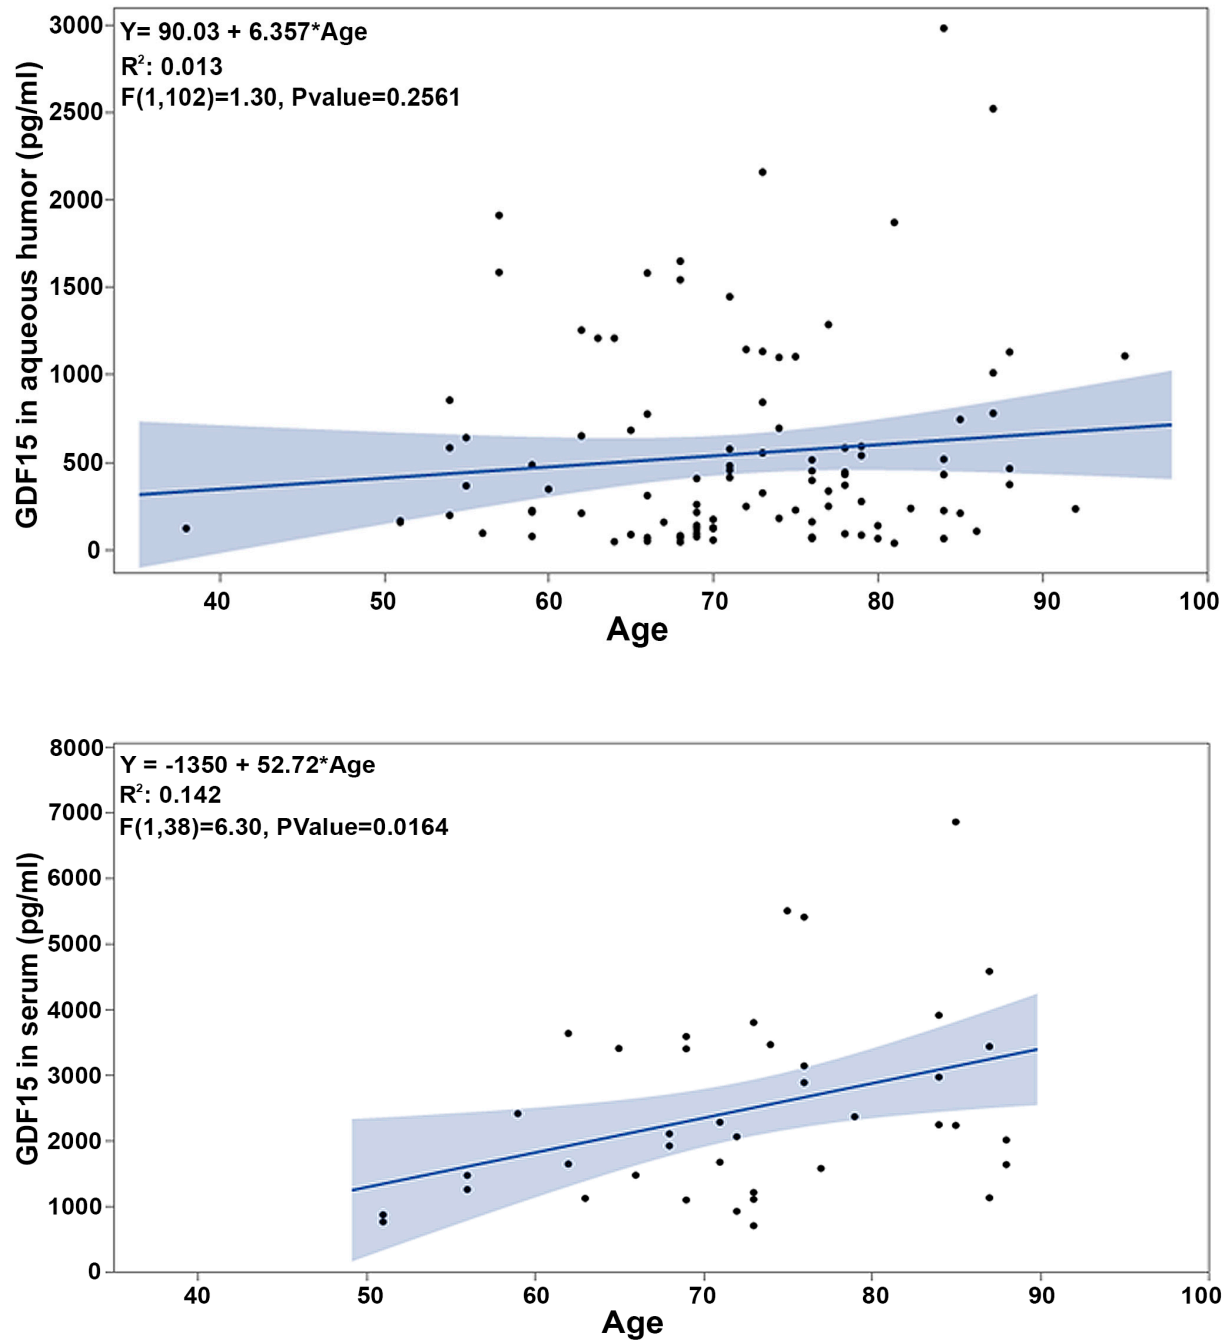 Y= 90.03 + 6.357*Age
R²: 0.013
F(1,102)=1.30, Pvalue=0.2561
GDF15 in aqueous humor (pg/ml)
3000
2500
2000
1500
1000
500
0
40 50 60 70 80 90 100
Age
Y = -1350 + 52.72*Age
R²: 0.142
F(1,38)=6.30, PValue=0.0164
GDF15 in serum (pg/ml)
8000
7000
6000
5000
4000
3000
2000
1000
0
40 50 60 70 80 90 100
Age